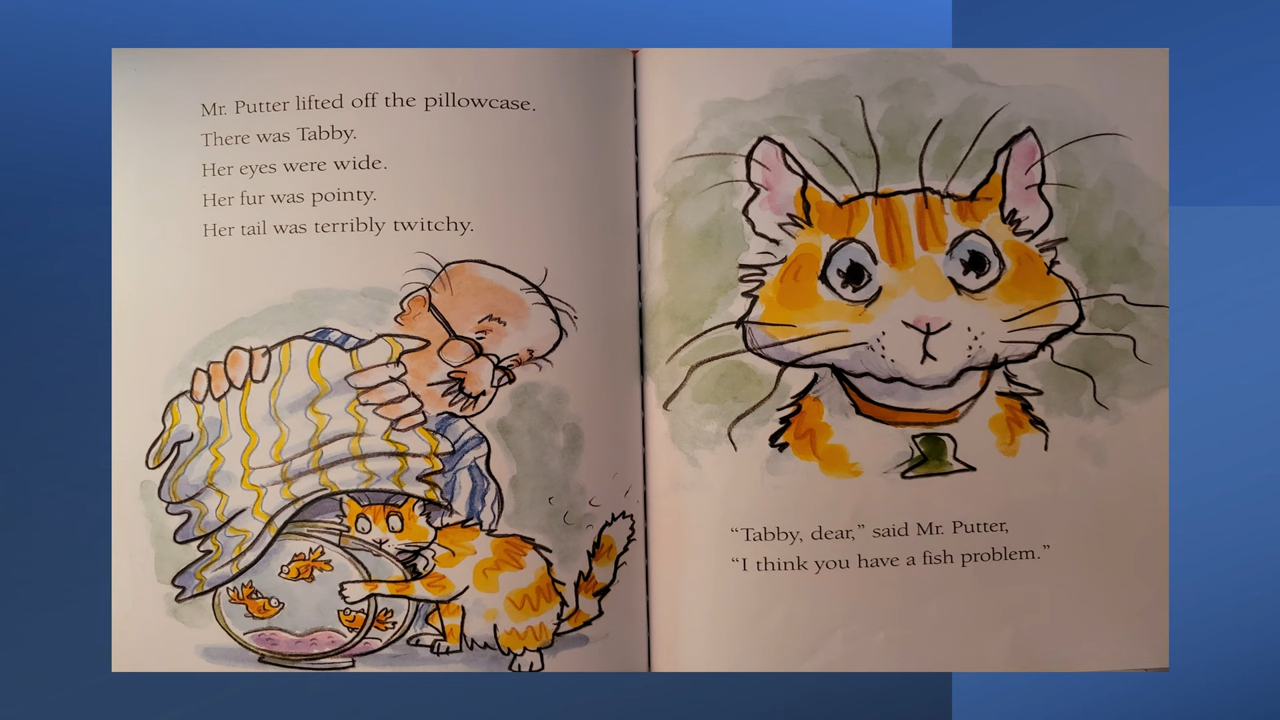 Mr. Putter lifted off the pillowcase.
There was Tabby.
Her eyes were wide.
Her fur was pointy.
Her tail was terribly twitchy.
“Tabby, dear,” said Mr. Putter,
“I think you have a fish problem.”